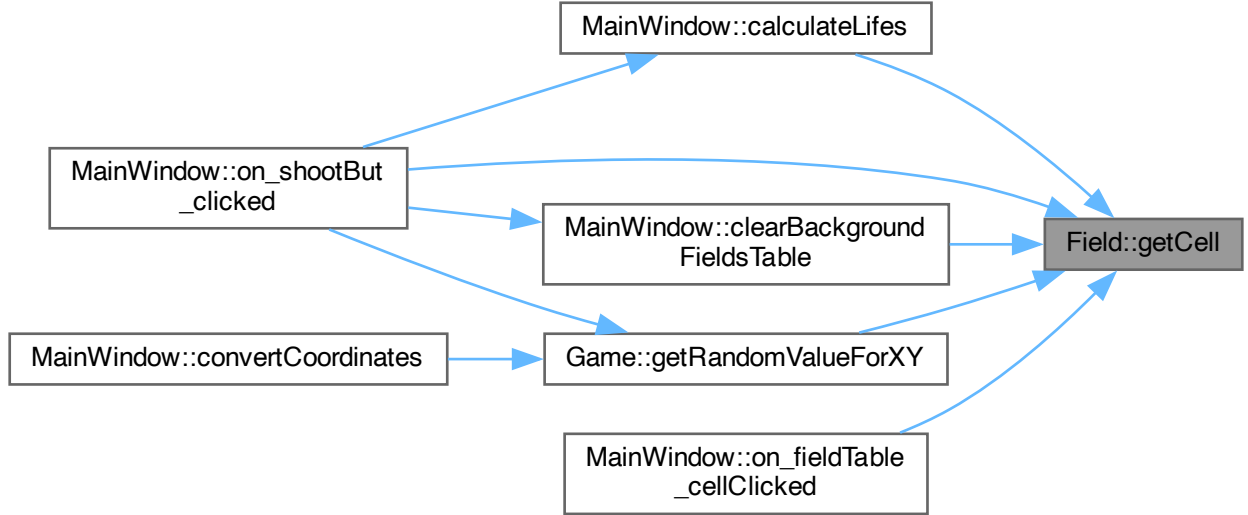 MainWindow::calculateLifes
MainWindow::on_shootBut
_clicked
MainWindow::clearBackground
FieldsTable
Field::getCell
MainWindow::convertCoordinates
Game::getRandomValueForXY
MainWindow::on_fieldTable
_cellClicked